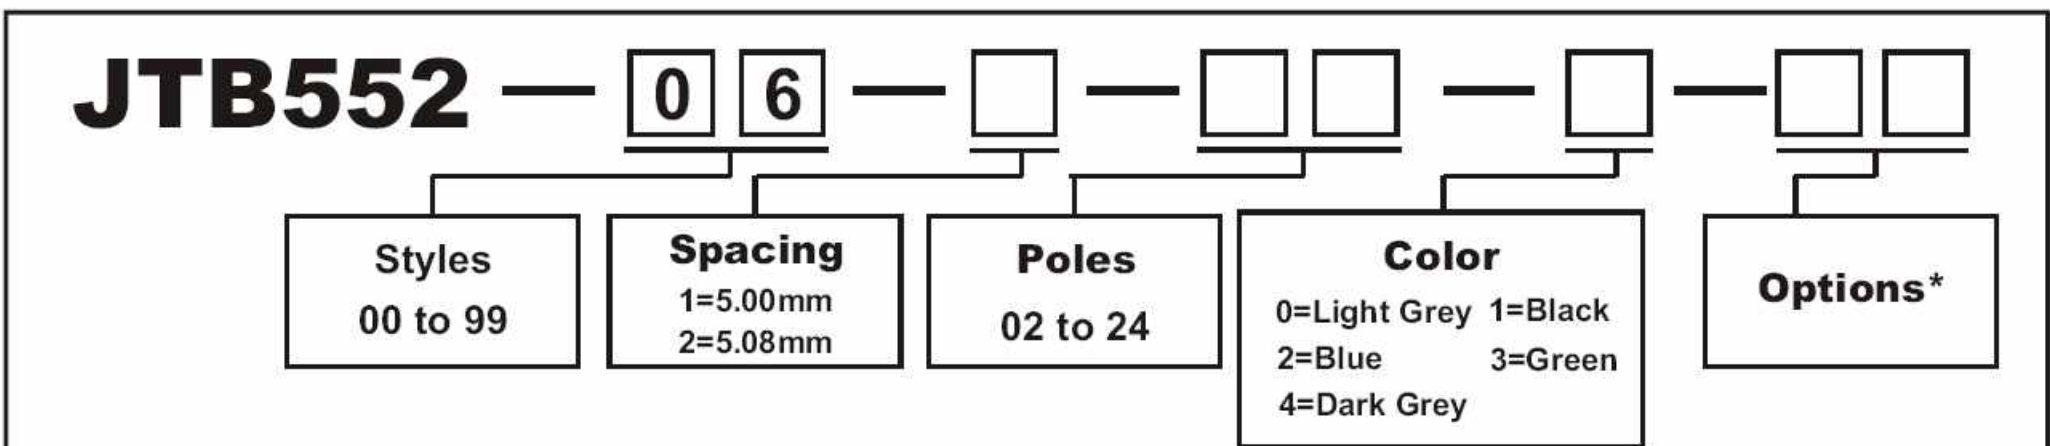 JTB552 — 0 6 — — — —
Styles
00 to 99
Spacing
1=5.00mm
2=5.08mm
Poles
02 to 24
Color
0=Light Grey 1=Black
2=Blue 3=Green
4=Dark Grey
Options*